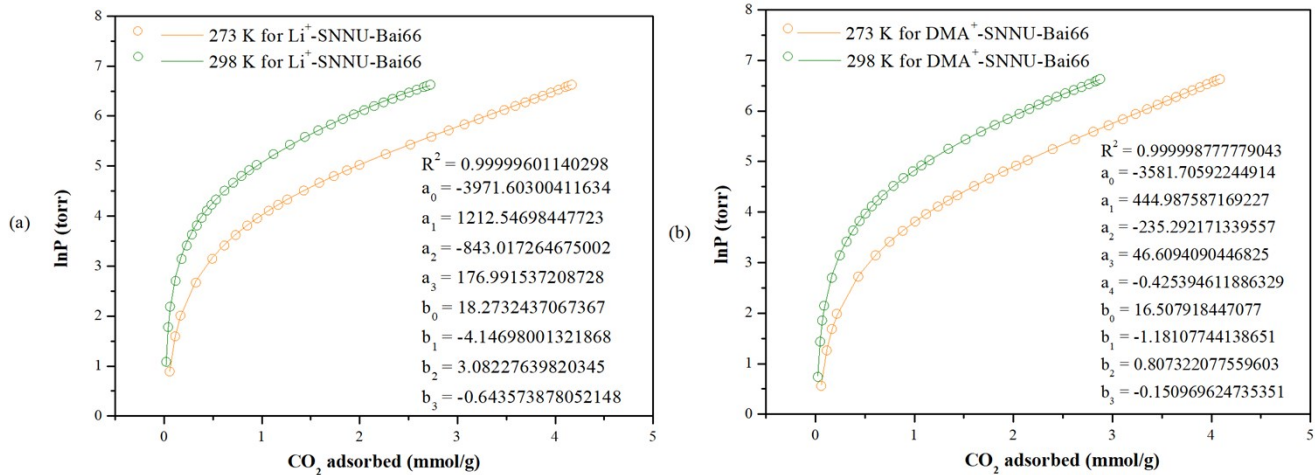 (a)
lnP (torr)
8
7
6
5
4
3
2
1
0
273 K for Li⁺-SNNU-Bai66
298 K for Li⁺-SNNU-Bai66
R² = 0.999999601140298
a₀ = -3971.60300411634
a₁ = 1212.54698447723
a₂ = -843.017264675002
a₃ = 176.991537208728
b₀ = 18.2732437067367
b₁ = -4.14698001321868
b₂ = 3.08227639820345
b₃ = -0.643573878052148
0 1 2 3 4 5
CO₂ adsorbed (mmol/g)
(b)
lnP (torr)
8
7
6
5
4
3
2
1
0
273 K for DMA⁺-SNNU-Bai66
298 K for DMA⁺-SNNU-Bai66
R² = 0.999998777779043
a₀ = -3581.70592244914
a₁ = 444.987587169227
a₂ = -235.292171339557
a₃ = 46.6094090446825
a₄ = -0.425394611886329
b₀ = 16.507918447077
b₁ = -1.18107744138651
b₂ = 0.807322077559603
b₃ = -0.150969624735351
0 1 2 3 4 5
CO₂ adsorbed (mmol/g)